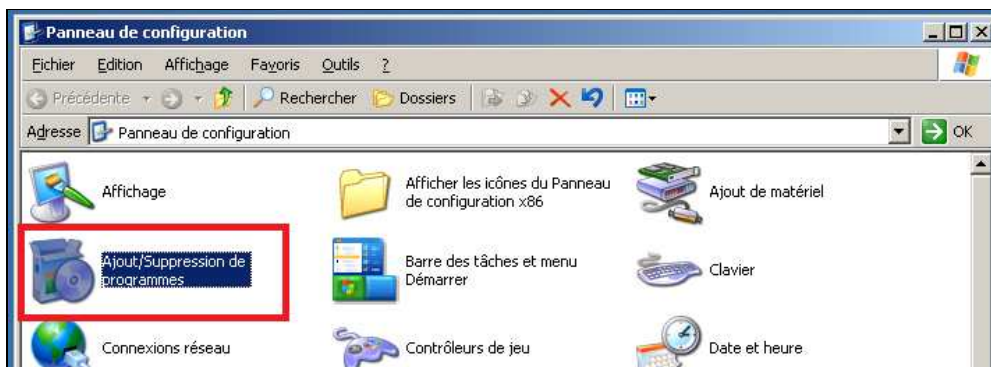 Panneau de configuration
Fichier Edition Affichage Favoris Outils ?
Précédente Rechercher Dossiers
Adresse Panneau de configuration OK
Affichage
Afficher les icônes du Panneau
de configuration x86
Ajout de matériel
Ajout/Suppression de
programmes
Barre des tâches et menu
Démarrer
Clavier
Connexions réseau
Contrôleurs de jeu
Date et heure